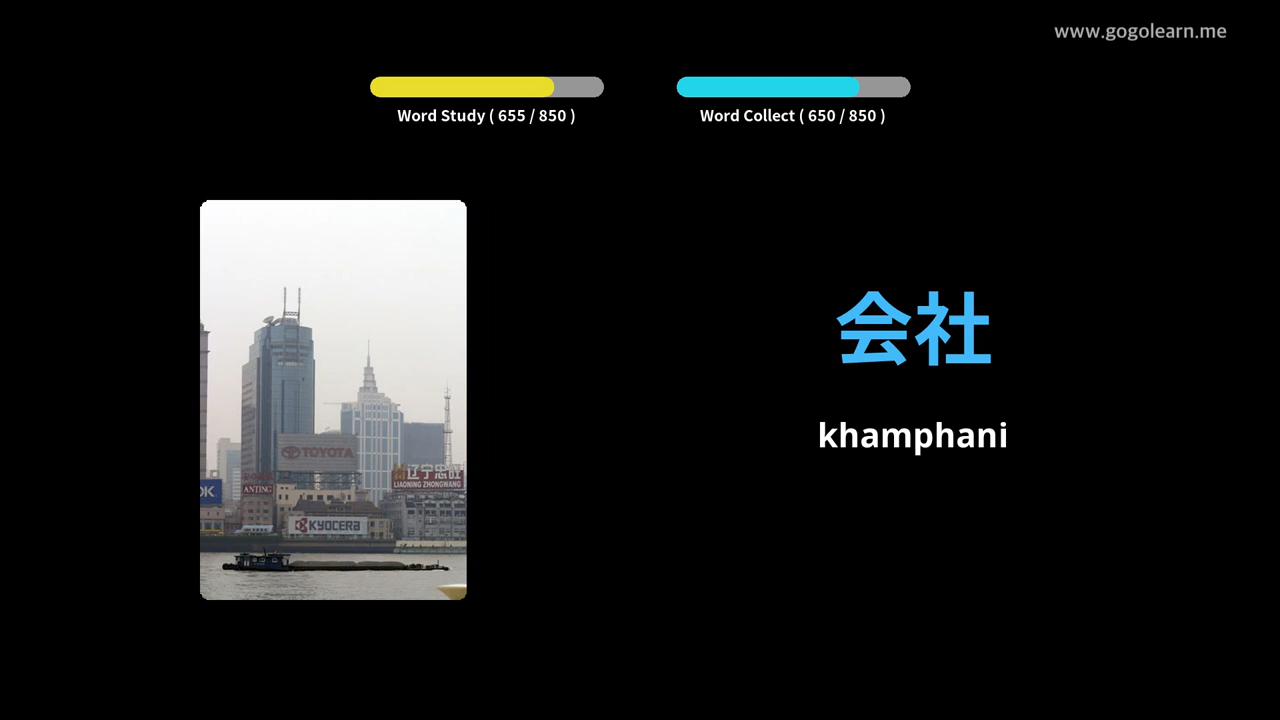 www.gogolearn.me
Word Study ( 655 / 850 )
Word Collect ( 650 / 850 )
会社
khamphani
TOYOTA
辽宁忠旺
LIAONING ZHONGWANG
OK
ANTING
KYOCERA